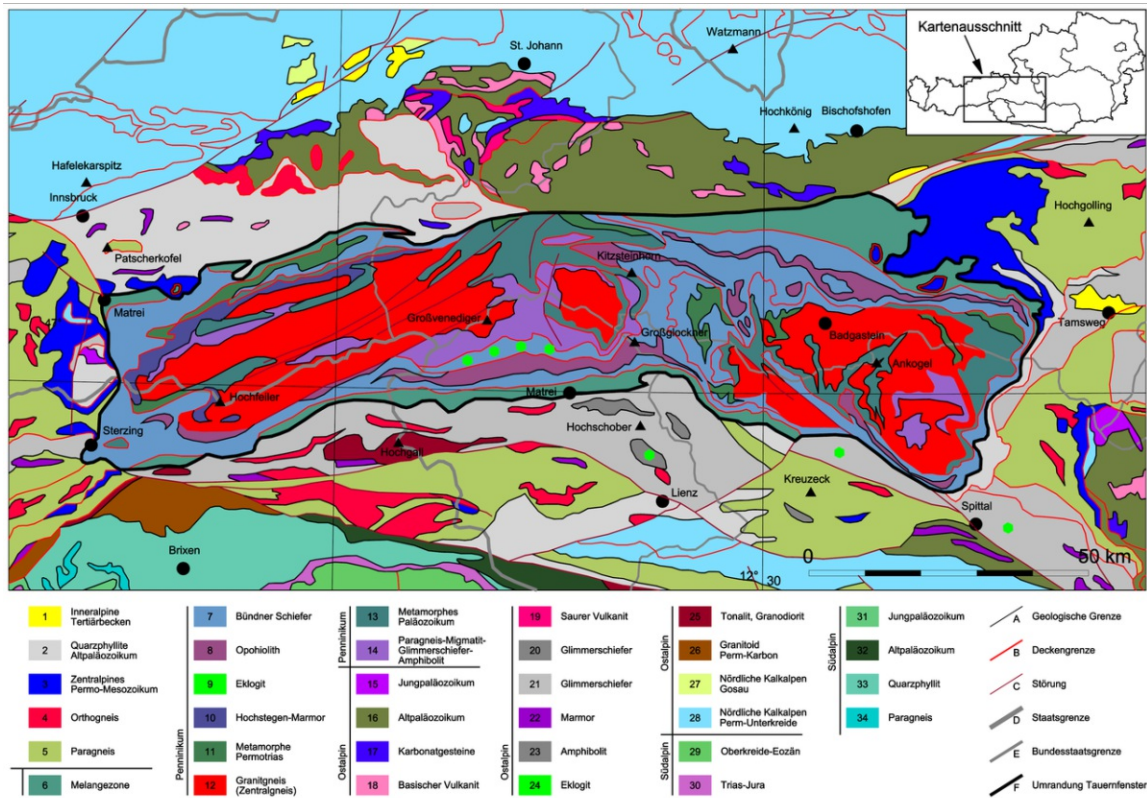 Kartenausschnitt
St. Johann
Watzmann
Hochkönig
Bischofshofen
Hafelekarspitz
Innsbruck
Hochgolling
Patscherkofel
Kitzsteinhorn
Matrei
47
Großvenediger
Großglockner
Badgastein
Tamsweg
Ankogel
Hochfeiler
Matrei
Sterzing
Hochschober
Hochgall
Kreuzeck
Lienz
Spittal
Brixen
0
50 km
12° 30
1 Inneralpine Tertiärbecken
2 Quarzphyllite Altpaläozoikum
3 Zentralpines Permo-Mesozoikum
4 Orthogneis
5 Paragneis
6 Melangezone
Penninikum
7 Bündner Schiefer
8 Opohiolith
9 Eklogit
10 Hochstegen-Marmor
11 Metamorphe Permotrias
12 Granitgneis (Zentralgneis)
Penninikum
13 Metamorphes Paläozoikum
14 Paragneis-Migmatit-Glimmerschiefer-Amphibolit
Ostalpin
15 Jungpaläozoikum
16 Altpaläozoikum
17 Karbonatgesteine
18 Basischer Vulkanit
Ostalpin
19 Saurer Vulkanit
20 Glimmerschiefer
21 Glimmerschiefer
22 Marmor
23 Amphibolit
24 Eklogit
Ostalpin
25 Tonalit, Granodiorit
26 Granitoid Perm-Karbon
27 Nördliche Kalkalpen Gosau
28 Nördliche Kalkalpen Perm-Unterkreide
Südalpin
29 Oberkreide-Eozän
30 Trias-Jura
Südalpin
31 Jungpaläozoikum
32 Altpaläozoikum
33 Quarzphyllit
34 Paragneis
A Geologische Grenze
B Deckengrenze
C Störung
D Staatsgrenze
E Bundesstaatsgrenze
F Umrandung Tauernfenster